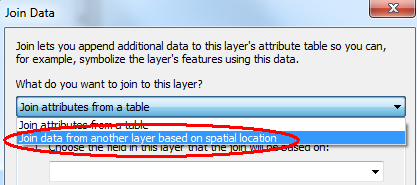 Join Data
Join lets you append additional data to this layer's attribute table so you can,
for example, symbolize the layer's features using this data.
What do you want to join to this layer?
Join attributes from a table
Join attributes from a table
Join data from another layer based on spatial location
Choose the field in this layer that the join will be based on: